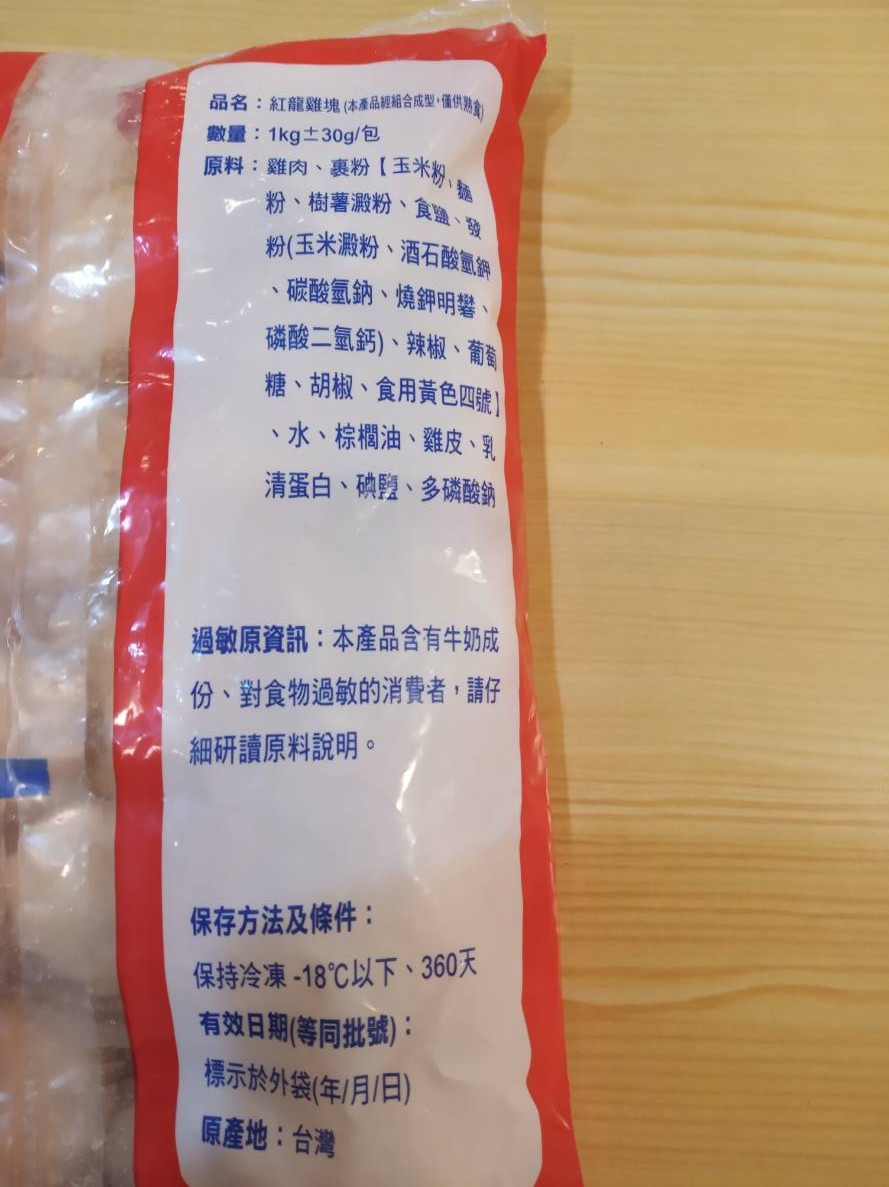 品名：紅龍雞塊(本產品經組合成型，僅供熟食)
數量：1kg±30g/包
原料：雞肉、裹粉【玉米粉、麵
粉、樹薯澱粉、食鹽、發
粉(玉米澱粉、酒石酸氫鉀
、碳酸氫鈉、燒鉀明礬、
磷酸二氫鈣)、辣椒、葡萄
糖、胡椒、食用黃色四號】
、水、棕櫚油、雞皮、乳
清蛋白、碘鹽、多磷酸鈉
過敏原資訊：本產品含有牛奶成
份、對食物過敏的消費者，請仔
細研讀原料說明。
保存方法及條件：
保持冷凍 -18℃以下、360天
有效日期(等同批號)：
標示於外袋(年/月/日)
原產地：台灣